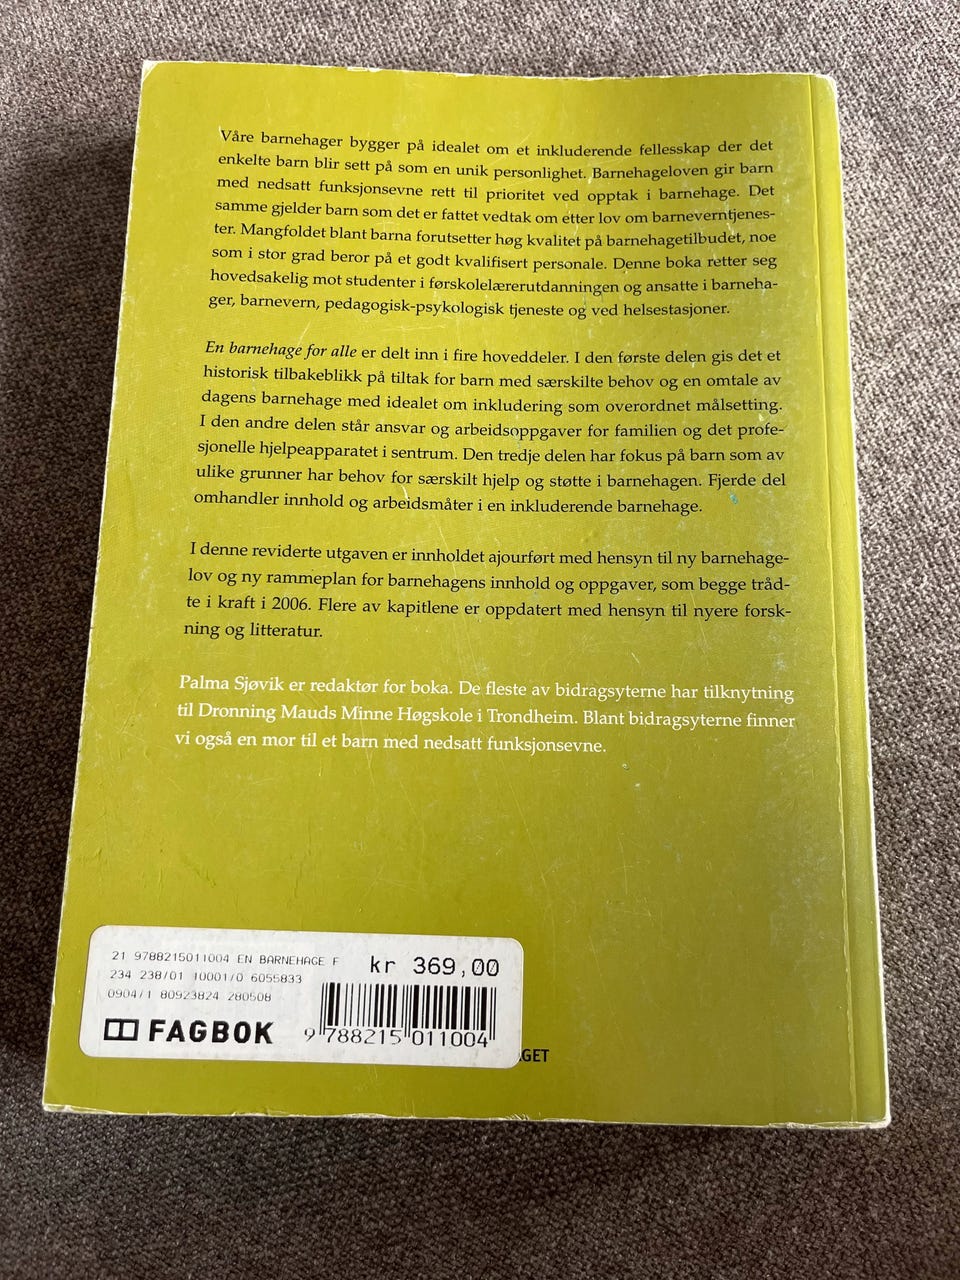 Våre barnehager bygger på idealet om et inkluderende fellesskap der det
enkelte barn blir sett på som en unik personlighet. Barnehageloven gir barn
med nedsatt funksjonsevne rett til prioritet ved opptak i barnehage. Det
samme gjelder barn som det er fattet vedtak om etter lov om barneverntjenes-
ter. Mangfoldet blant barna forutsetter høg kvalitet på barnehagetilbudet, noe
som i stor grad beror på et godt kvalifisert personale. Denne boka retter seg
hovedsakelig mot studenter i førskolelærerutdanningen og ansatte i barneha-
ger, barnevern, pedagogisk-psykologisk tjeneste og ved helsestasjoner.
En barnehage for alle er delt inn i fire hoveddeler. I den første delen gis det et
historisk tilbakeblikk på tiltak for barn med særskilte behov og en omtale av
dagens barnehage med idealet om inkludering som overordnet målsetting.
I den andre delen står ansvar og arbeidsoppgaver for familien og det profe-
sjonelle hjelpeapparatet i sentrum. Den tredje delen har fokus på barn som av
ulike grunner har behov for særskilt hjelp og støtte i barnehagen. Fjerde del
omhandler innhold og arbeidsmåter i en inkluderende barnehage.
I denne reviderte utgaven er innholdet ajourført med hensyn til ny barnehage-
lov og ny rammeplan for barnehagens innhold og oppgaver, som begge tråd-
te i kraft i 2006. Flere av kapitlene er oppdatert med hensyn til nyere forsk-
ning og litteratur.
Palma Sjøvik er redaktør for boka. De fleste av bidragsyterne har tilknytning
til Dronning Mauds Minne Høgskole i Trondheim. Blant bidragsyterne finner
vi også en mor til et barn med nedsatt funksjonsevne.
21 9788215011004 EN BARNEHAGE F
kr 369,00
234 238/01 10001/0 6055833
0904/1 80923824 280508
FAGBOK
9 788215 011004
GET